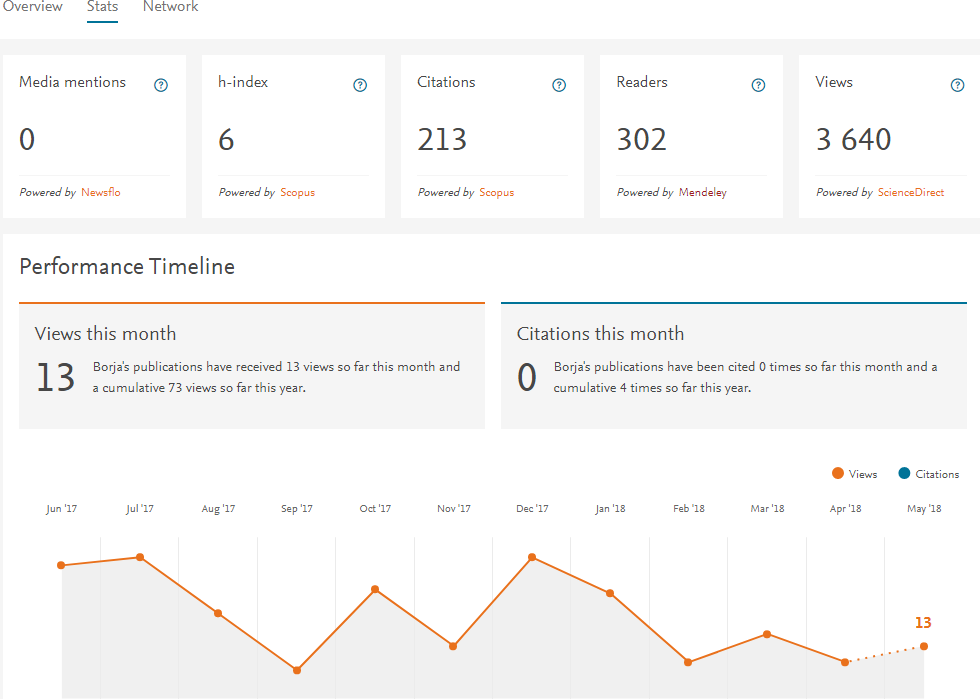 Overview Stats Network
Media mentions ? h-index ? Citations ? Readers ? Views ?
0 6 213 302 3 640
Powered by Newsflo Powered by Scopus Powered by Scopus Powered by Mendeley Powered by ScienceDirect
Performance Timeline
Views this month
13 Borja's publications have received 13 views so far this month and
a cumulative 73 views so far this year.
Citations this month
0 Borja's publications have been cited 0 times so far this month and a
cumulative 4 times so far this year.
Views Citations
Jun '17 Jul '17 Aug '17 Sep '17 Oct '17 Nov '17 Dec '17 Jan '18 Feb '18 Mar '18 Apr '18 May '18
13